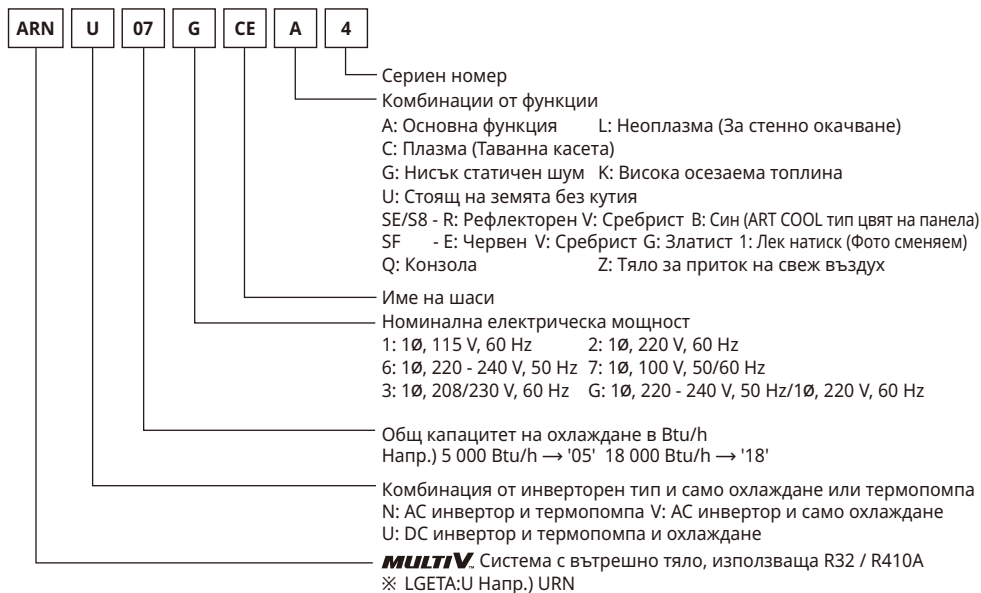 ARN U 07 G CE A 4
Сериен номер
Комбинации от функции
A: Основна функция L: Неоплазма (За стенно окачване)
C: Плазма (Таванна касета)
G: Нисък статичен шум K: Висока осезаема топлина
U: Стоящ на земята без кутия
SE/S8 - R: Рефлекторен V: Сребрист B: Син (ART COOL тип цвят на панела)
SF - E: Червен V: Сребрист G: Златист 1: Лек натиск (Фото сменяем)
Q: Конзола Z: Тяло за приток на свеж въздух
Име на шаси
Номинална електрическа мощност
1: 1Ø, 115 V, 60 Hz 2: 1Ø, 220 V, 60 Hz
6: 1Ø, 220 - 240 V, 50 Hz 7: 1Ø, 100 V, 50/60 Hz
3: 1Ø, 208/230 V, 60 Hz G: 1Ø, 220 - 240 V, 50 Hz/1Ø, 220 V, 60 Hz
Общ капацитет на охлаждане в Btu/h
Напр.) 5 000 Btu/h → '05' 18 000 Btu/h → '18'
Комбинация от инверторен тип и само охлаждане или термопомпа
N: AC инвертор и термопомпа V: AC инвертор и само охлаждане
U: DC инвертор и термопомпа и охлаждане
MULTI V™ Система с вътрешно тяло, използваща R32 / R410A
※ LGETA:U Напр.) URN